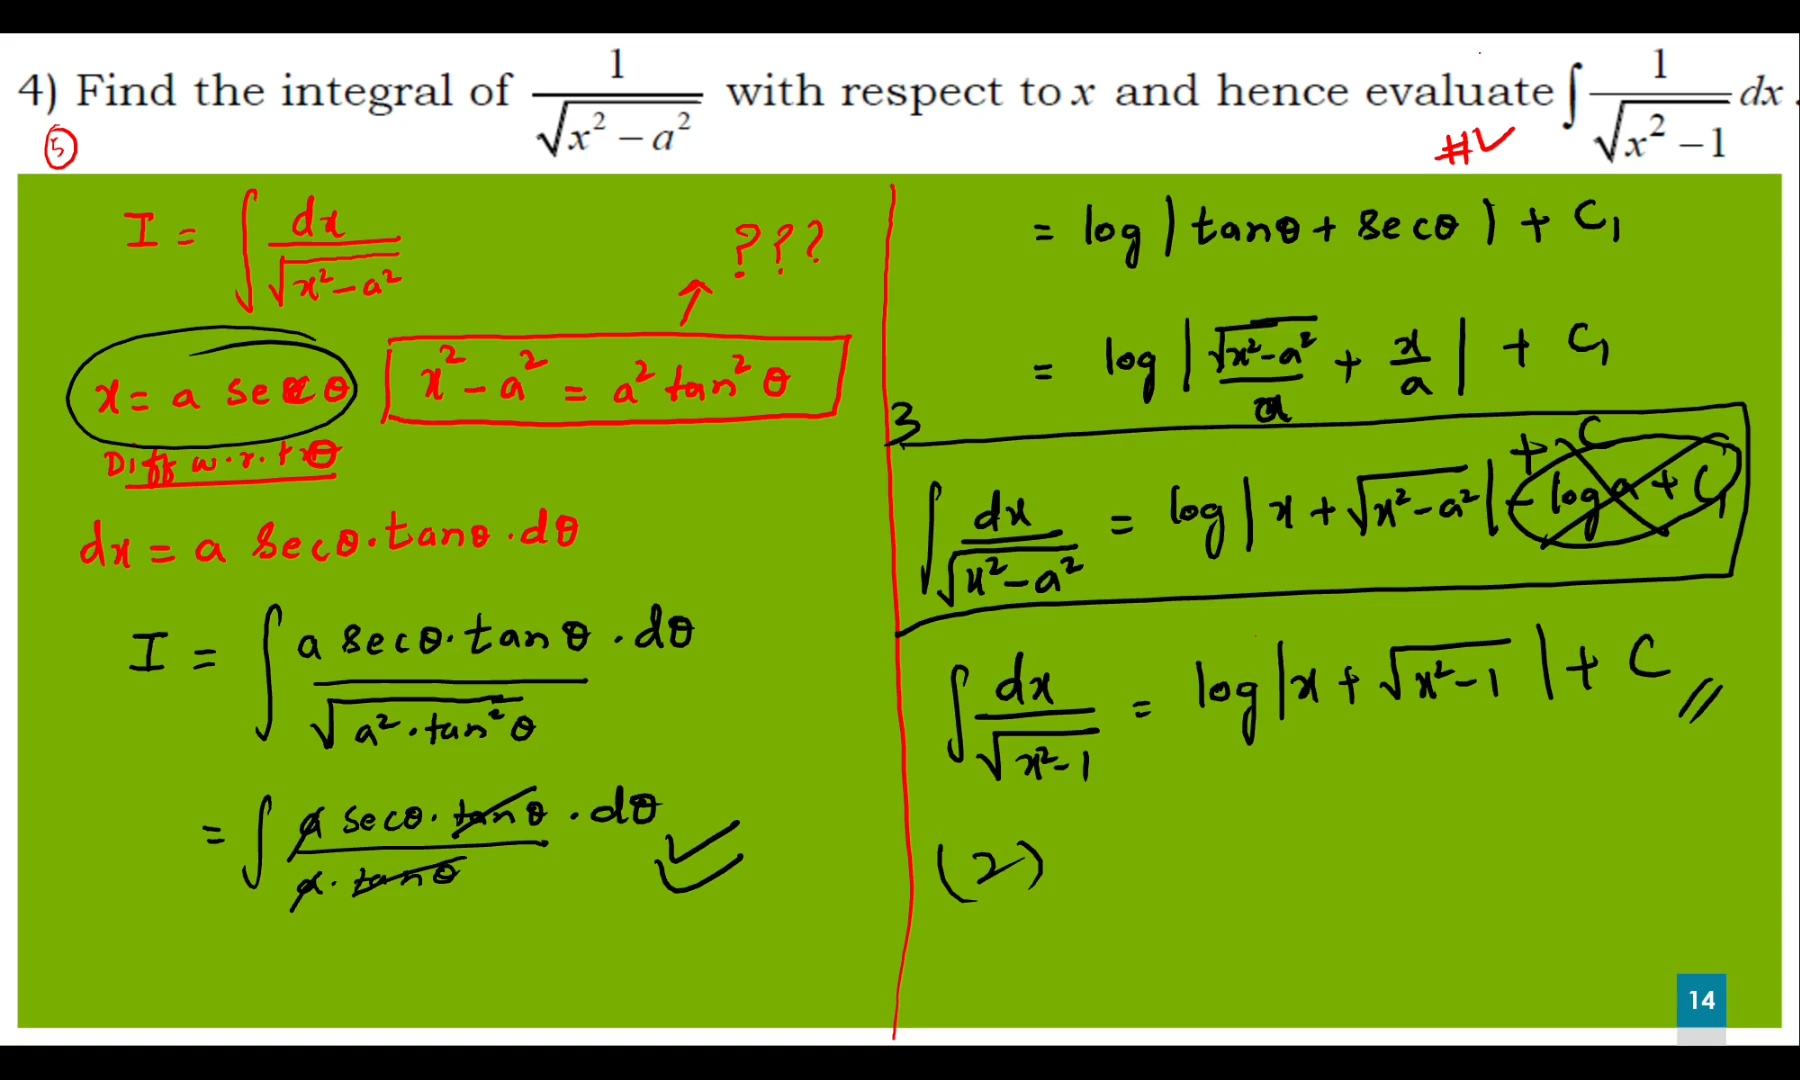 4) Find the integral of 1/√(x² − a²) with respect to x and hence evaluate ∫ 1/√(x² − 1) dx.
⑤
#✓
I = ∫ dx/√(x² − a²)
???
x = a secθ
x² − a² = a² tan² θ
Diff w.r.t θ
dx = a secθ·tanθ·dθ
I = ∫ a secθ·tanθ·dθ/√(a²·tan²θ)
= ∫ a secθ·tanθ·dθ/a·tanθ
= log|tanθ + secθ| + C₁
= log|√(x²−a²)/a + x/a| + C₁
3
∫ dx/√(x²−a²) = log|x + √(x²−a²)| − log a + C₁ + C
∫ dx/√(x²−1) = log|x + √(x²−1)| + C //
(2)
14